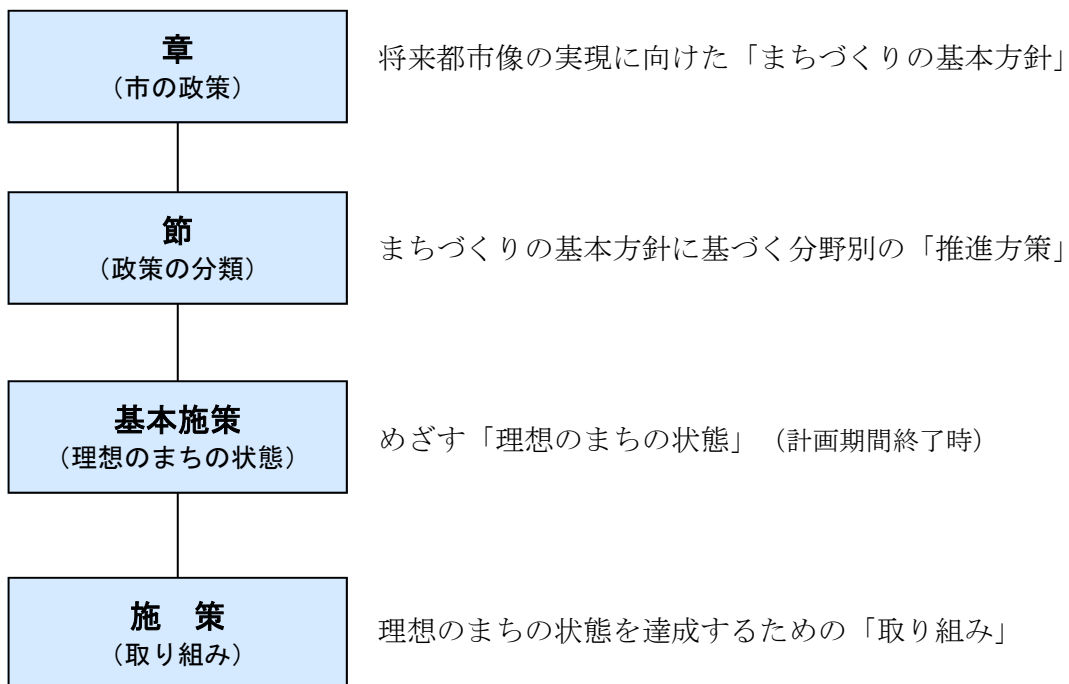 章
（市の政策）
将来都市像の実現に向けた「まちづくりの基本方針」
節
（政策の分類）
まちづくりの基本方針に基づく分野別の「推進方策」
基本施策
（理想のまちの状態）
めざす「理想のまちの状態」（計画期間終了時）
施　策
（取り組み）
理想のまちの状態を達成するための「取り組み」